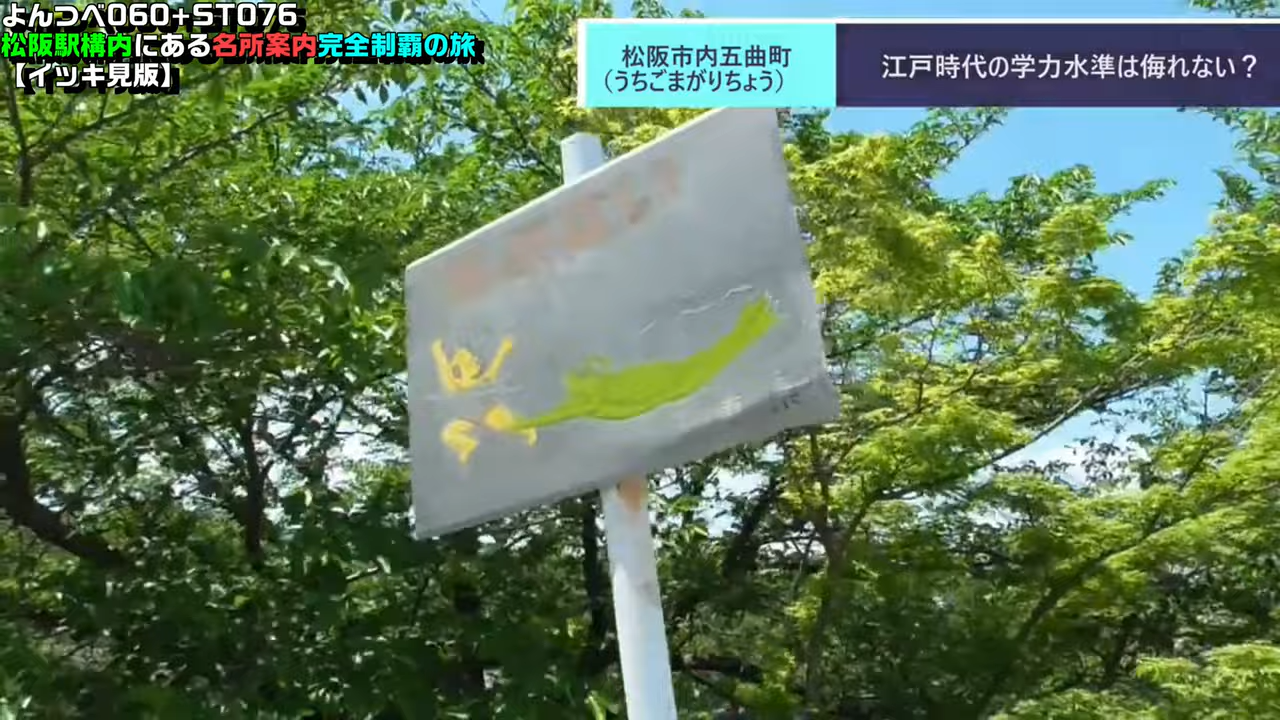 よんつべ060+ST076
松阪駅構内にある名所案内完全制覇の旅
【イツキ見版】
松阪市内五曲町
（うちごまがりちょう）
江戸時代の学力水準は侮れない？